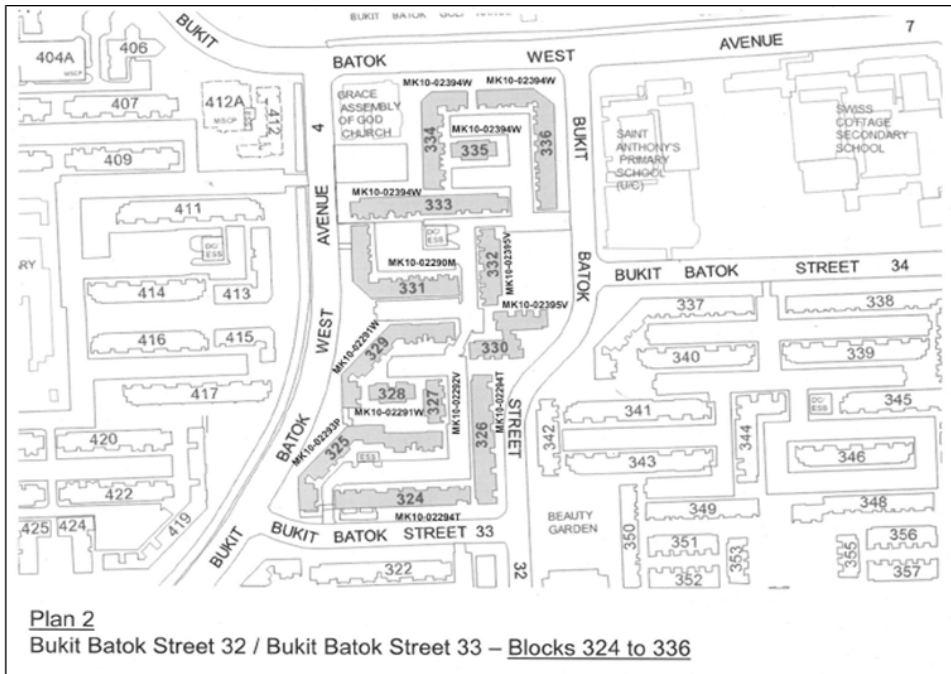 BUKIT BATOK GOLF RANGE
406
404A
MSCP
BUKIT
7
AVENUE
WEST
BATOK
407
412A
MSCP
ESS
412
GRACE
ASSEMBLY
OF GOD
CHURCH
MK10-02394W
MK10-02394W
334
MK10-02394W
335
336
BUKIT
SAINT
ANTHONY'S
PRIMARY
SCHOOL
(U/C)
SWISS
COTTAGE
SECONDARY
SCHOOL
409
4
AVENUE
MK10-02394W
333
411
DC/
ESS
DC/
ESS
MK10-02290M
331
332
MK10-02395V
BATOK
BUKIT BATOK STREET 34
414
413
MK10-02395V
337
338
WEST
MK10-02291W
329
330
416
415
340
339
417
328
327
MK10-02291W
MK10-02292V
MK10-02294T
326
STREET
341
342
344
DC/
ESS
345
BATOK
MK10-02293P
325
ESS
420
343
346
422
324
MK10-02294T
425
424
419
BUKIT
BUKIT BATOK STREET 33
BEAUTY
GARDEN
350
349
348
351
353
355
356
322
32
352
357
Plan 2
Bukit Batok Street 32 / Bukit Batok Street 33 – Blocks 324 to 336